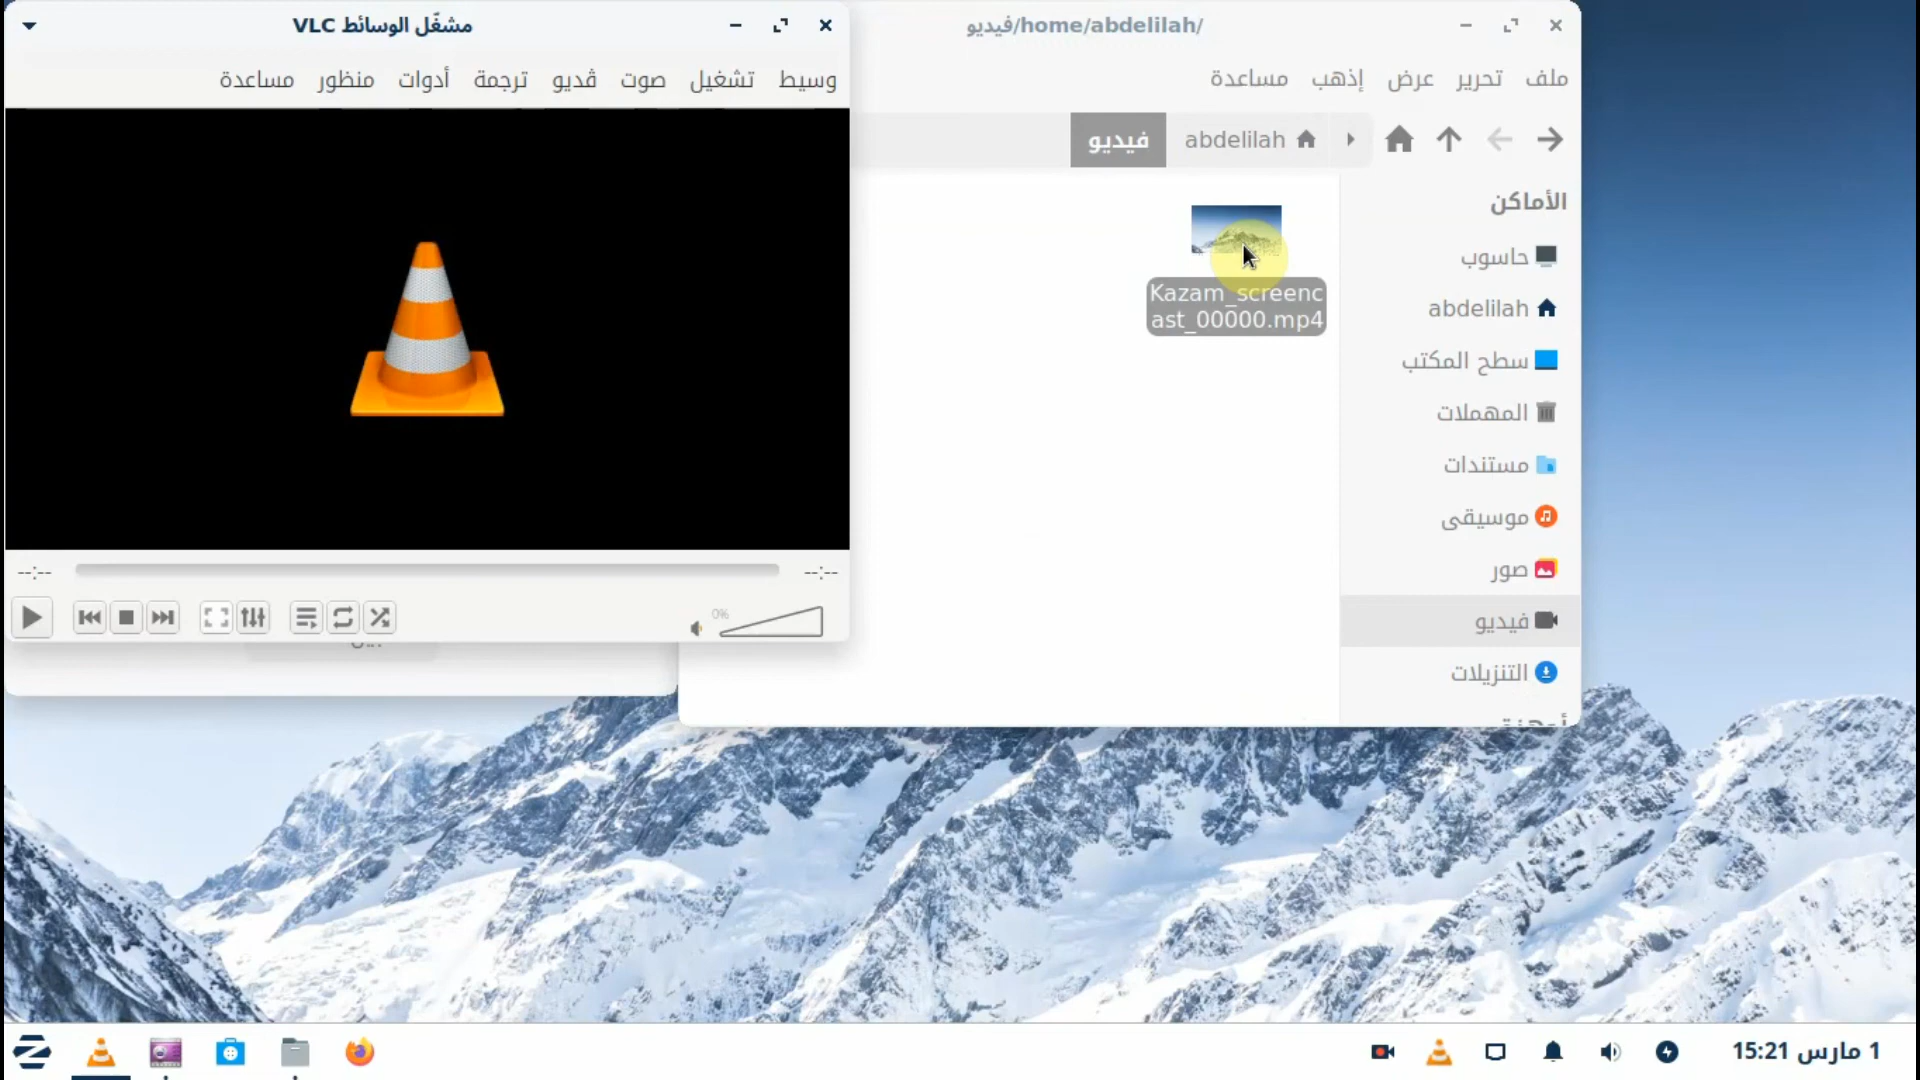 مشغّل الوسائط VLC
وسيط تشغيل صوت ڤديو ترجمة أدوات منظور مساعدة
--:-- --:--
0%
/home/abdelilah/فيديو
ملف تحرير عرض إذهب مساعدة
abdelilah فيديو
Kazam_screenc
ast_00000.mp4
الأماكن
حاسوب
abdelilah
سطح المكتب
المهملات
مستندات
موسيقى
صور
فيديو
التنزيلات
1 مارس 15:21